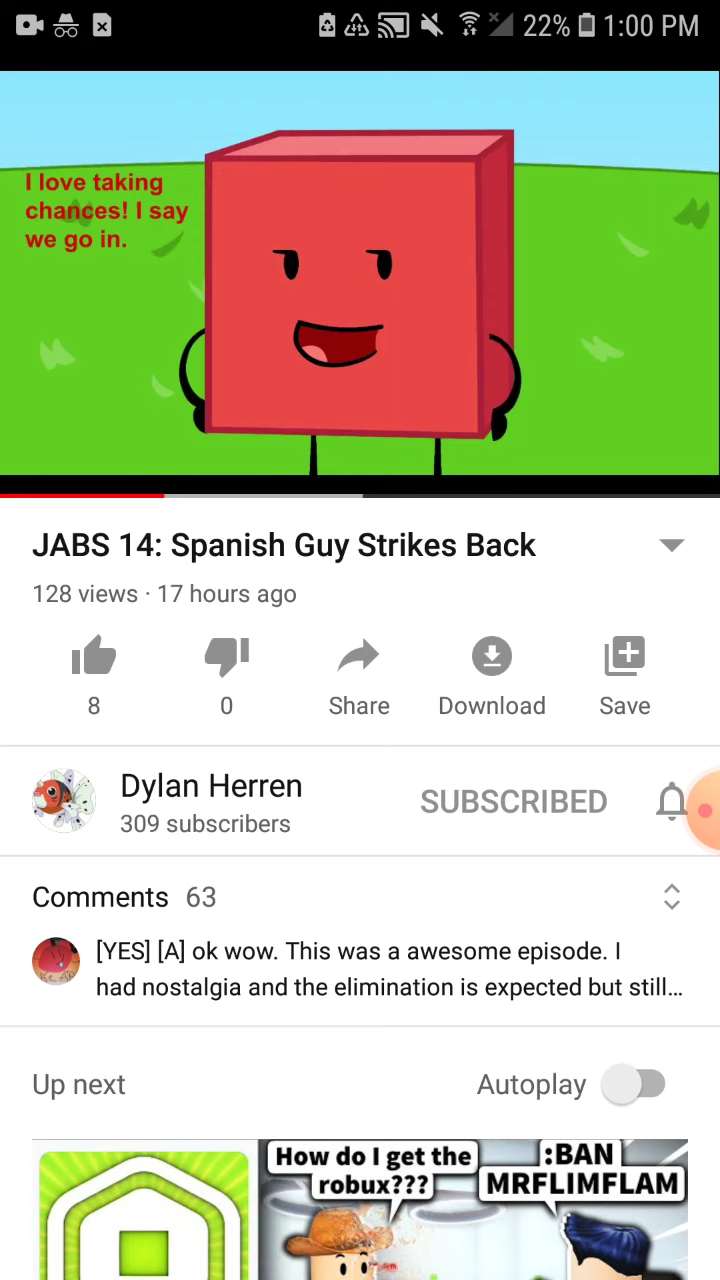 22% 1:00 PM
I love taking
chances! I say
we go in.
JABS 14: Spanish Guy Strikes Back
128 views · 17 hours ago
8 0 Share Download Save
Dylan Herren
309 subscribers
SUBSCRIBED
Comments 63
[YES] [A] ok wow. This was a awesome episode. I
had nostalgia and the elimination is expected but still...
Up next Autoplay
How do I get the
robux???
:BAN
MRFLIMFLAM